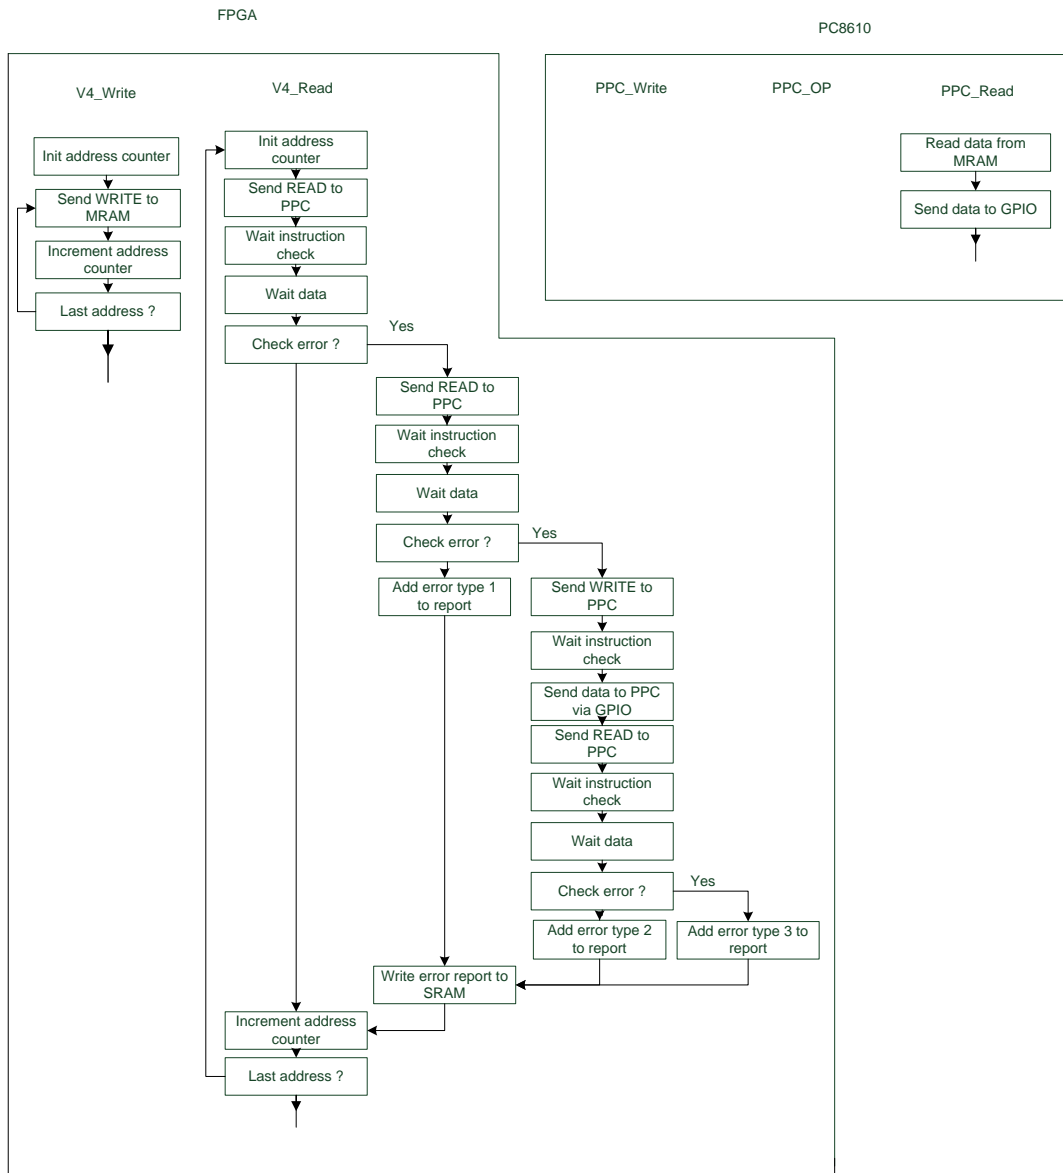 FPGA
PC8610
V4_Write
V4_Read
PPC_Write
PPC_OP
PPC_Read
Init address counter
Send WRITE to
MRAM
Increment address
counter
Last address ?
Init address
counter
Send READ to
PPC
Wait instruction
check
Wait data
Check error ?
Yes
Send READ to
PPC
Wait instruction
check
Wait data
Check error ?
Yes
Add error type 1
to report
Send WRITE to
PPC
Wait instruction
check
Send data to PPC
via GPIO
Send READ to
PPC
Wait instruction
check
Wait data
Check error ?
Yes
Add error type 2
to report
Add error type 3 to
report
Write error report to
SRAM
Increment address
counter
Last address ?
Read data from
MRAM
Send data to GPIO